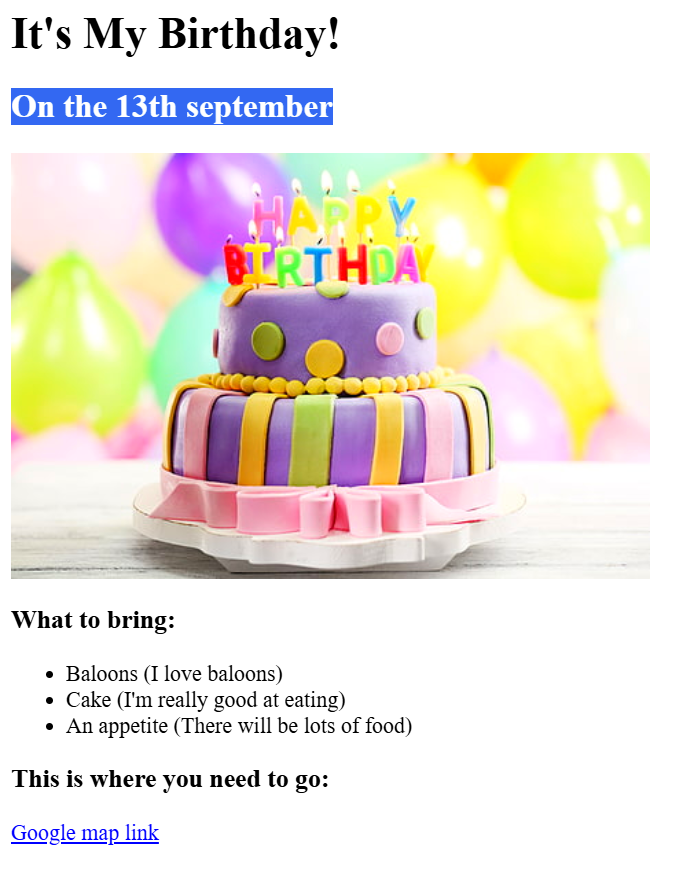 It's My Birthday!
On the 13th september
HAPPY
BIRTHDAY
What to bring:
Baloons (I love baloons)
Cake (I'm really good at eating)
An appetite (There will be lots of food)
This is where you need to go:
Google map link